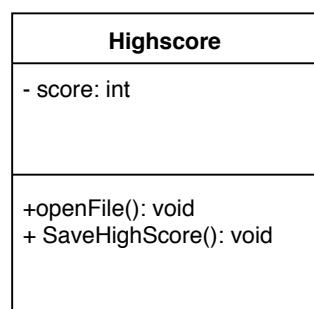 Highscore
- score: int
+openFile(): void
+ SaveHighScore(): void